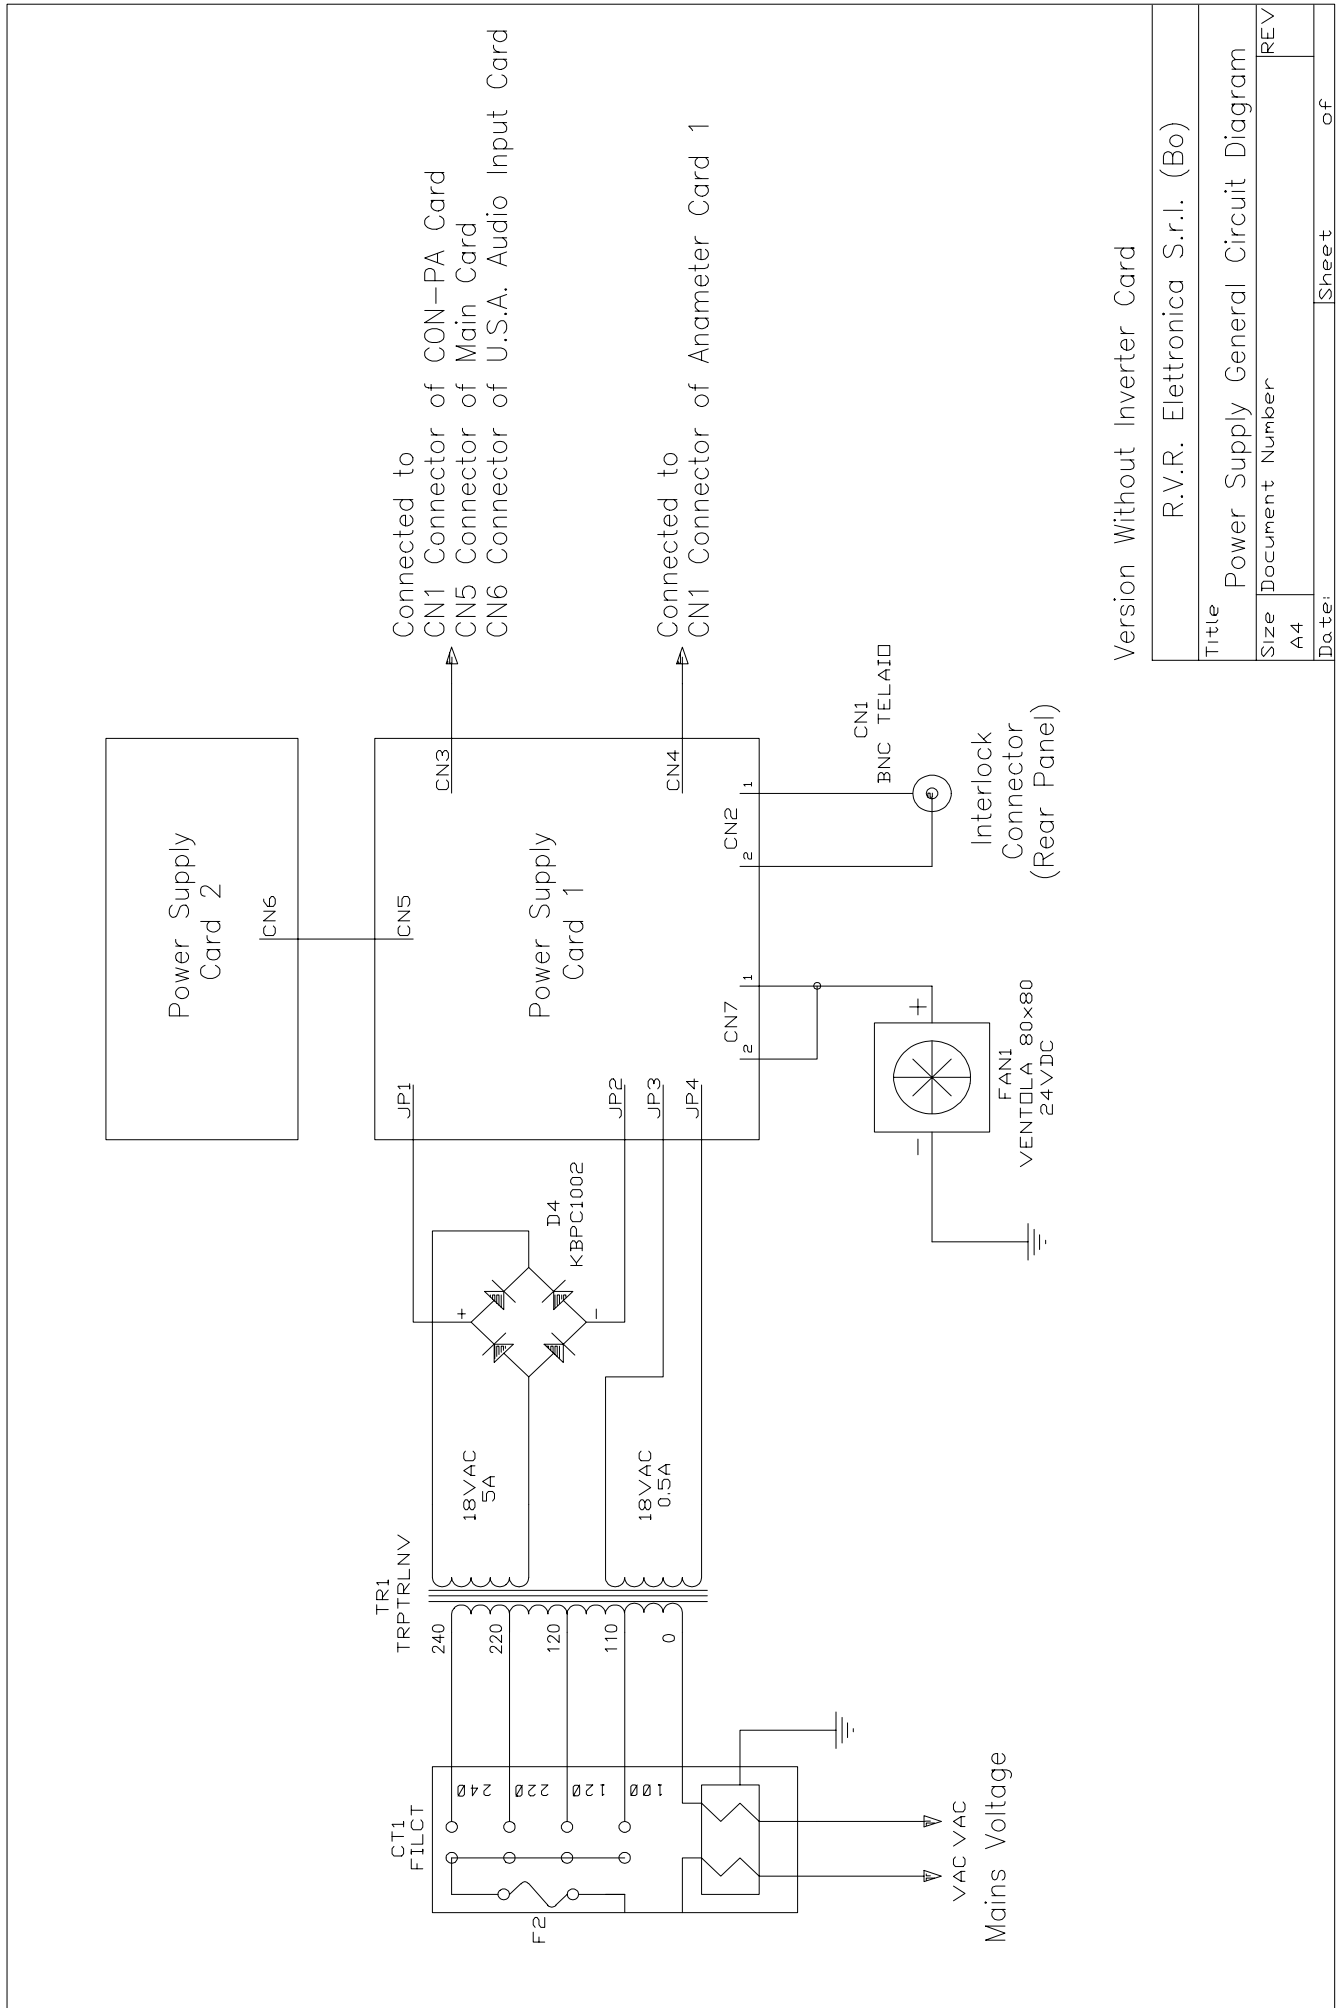 Power Supply
Card 2
CN6
CN5
Power Supply
Card 1
CN3
CN4
CN2
1
2
CN7
1
2
JP1
JP2
JP3
JP4
Connected to
CN1 Connector of CON-PA Card
CN5 Connector of Main Card
CN6 Connector of U.S.A. Audio Input Card
Connected to
CN1 Connector of Anameter Card 1
CN1
BNC TELAIO
Interlock
Connector
(Rear Panel)
+
-
FAN1
VENTOLA 80x80
24VDC
D4
KBPC1002
+
-
18VAC
5A
18VAC
0.5A
TR1
TRPTRLNV
240
220
120
110
0
CT1
FILCT
240
220
120
100
F2
VAC VAC
Mains Voltage
Version Without Inverter Card
R.V.R. Elettronica S.r.l. (Bo)
Title
Power Supply General Circuit Diagram
Size Document Number REV
A4
Date: Sheet of